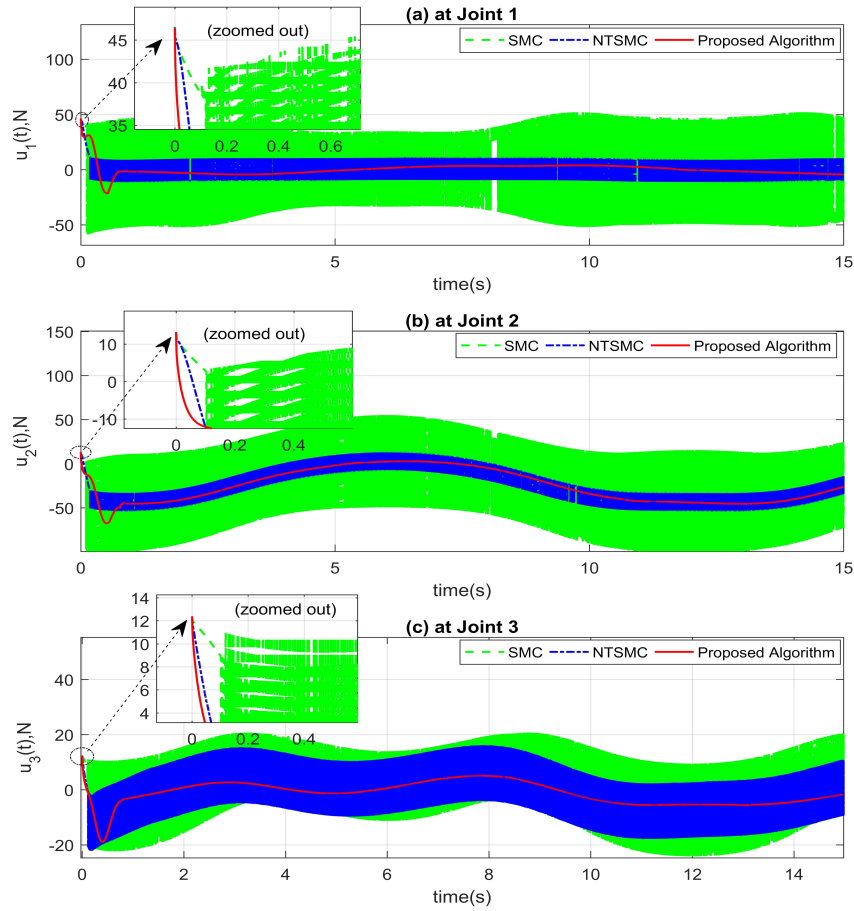 (a) at Joint 1
(zoomed out)
SMC NTSMC Proposed Algorithm
45
40
35
0 0.2 0.4 0.6
100
50
0
-50
u1(t),N
0 5 10 15
time(s)
(b) at Joint 2
(zoomed out)
SMC NTSMC Proposed Algorithm
10
0
-10
0 0.2 0.4
150
100
50
0
-50
u2(t),N
0 5 10 15
time(s)
(c) at Joint 3
(zoomed out)
SMC NTSMC Proposed Algorithm
14
12
10
8
6
4
0 0.2 0.4
40
20
0
-20
u3(t),N
0 2 4 6 8 10 12 14
time(s)